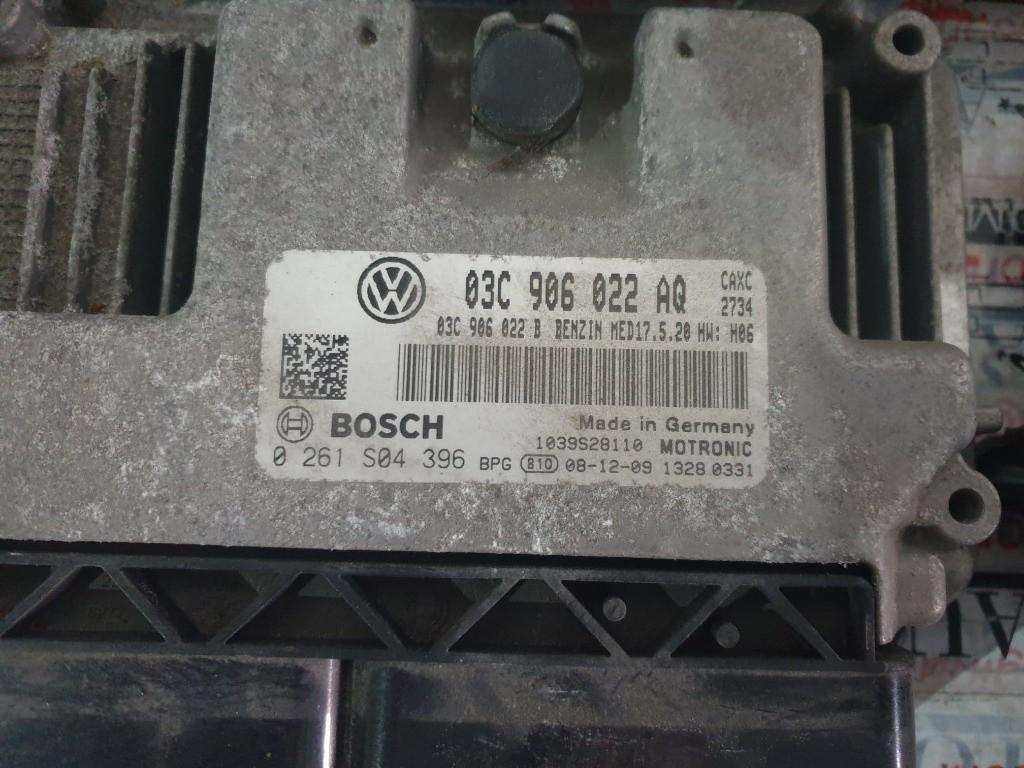 03C 906 022 AQ CAXC
2734
03C 906 022 B BENZIN MED17.5.20 HW: H06
BOSCH Made in Germany
1039S28110 MOTRONIC
0 261 S04 396 BPG 810 08-12-09 1328 0331